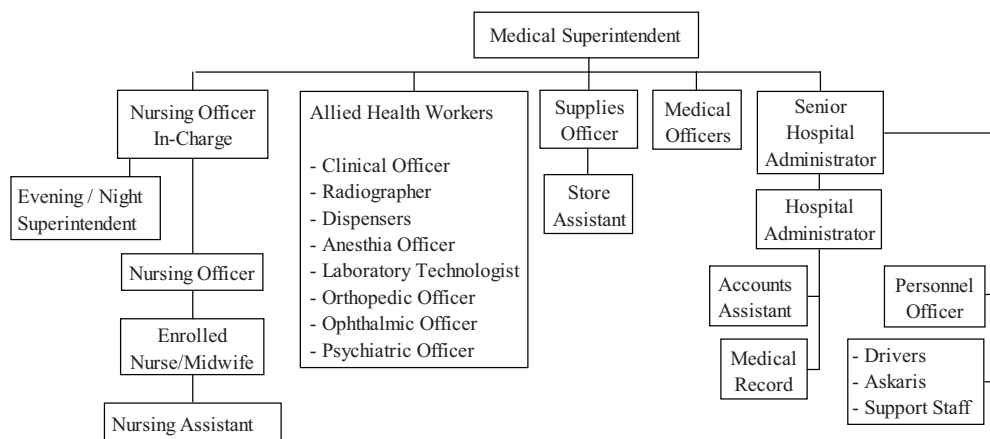 Medical Superintendent
Nursing Officer
In-Charge
Evening / Night
Superintendent
Nursing Officer
Enrolled
Nurse/Midwife
Nursing Assistant
Allied Health Workers
- Clinical Officer
- Radiographer
- Dispensers
- Anesthia Officer
- Laboratory Technologist
- Orthopedic Officer
- Ophthalmic Officer
- Psychiatric Officer
Supplies
Officer
Store
Assistant
Medical
Officers
Senior
Hospital
Administrator
Hospital
Administrator
Accounts
Assistant
Medical
Record
Personnel
Officer
- Drivers
- Askaris
- Support Staff